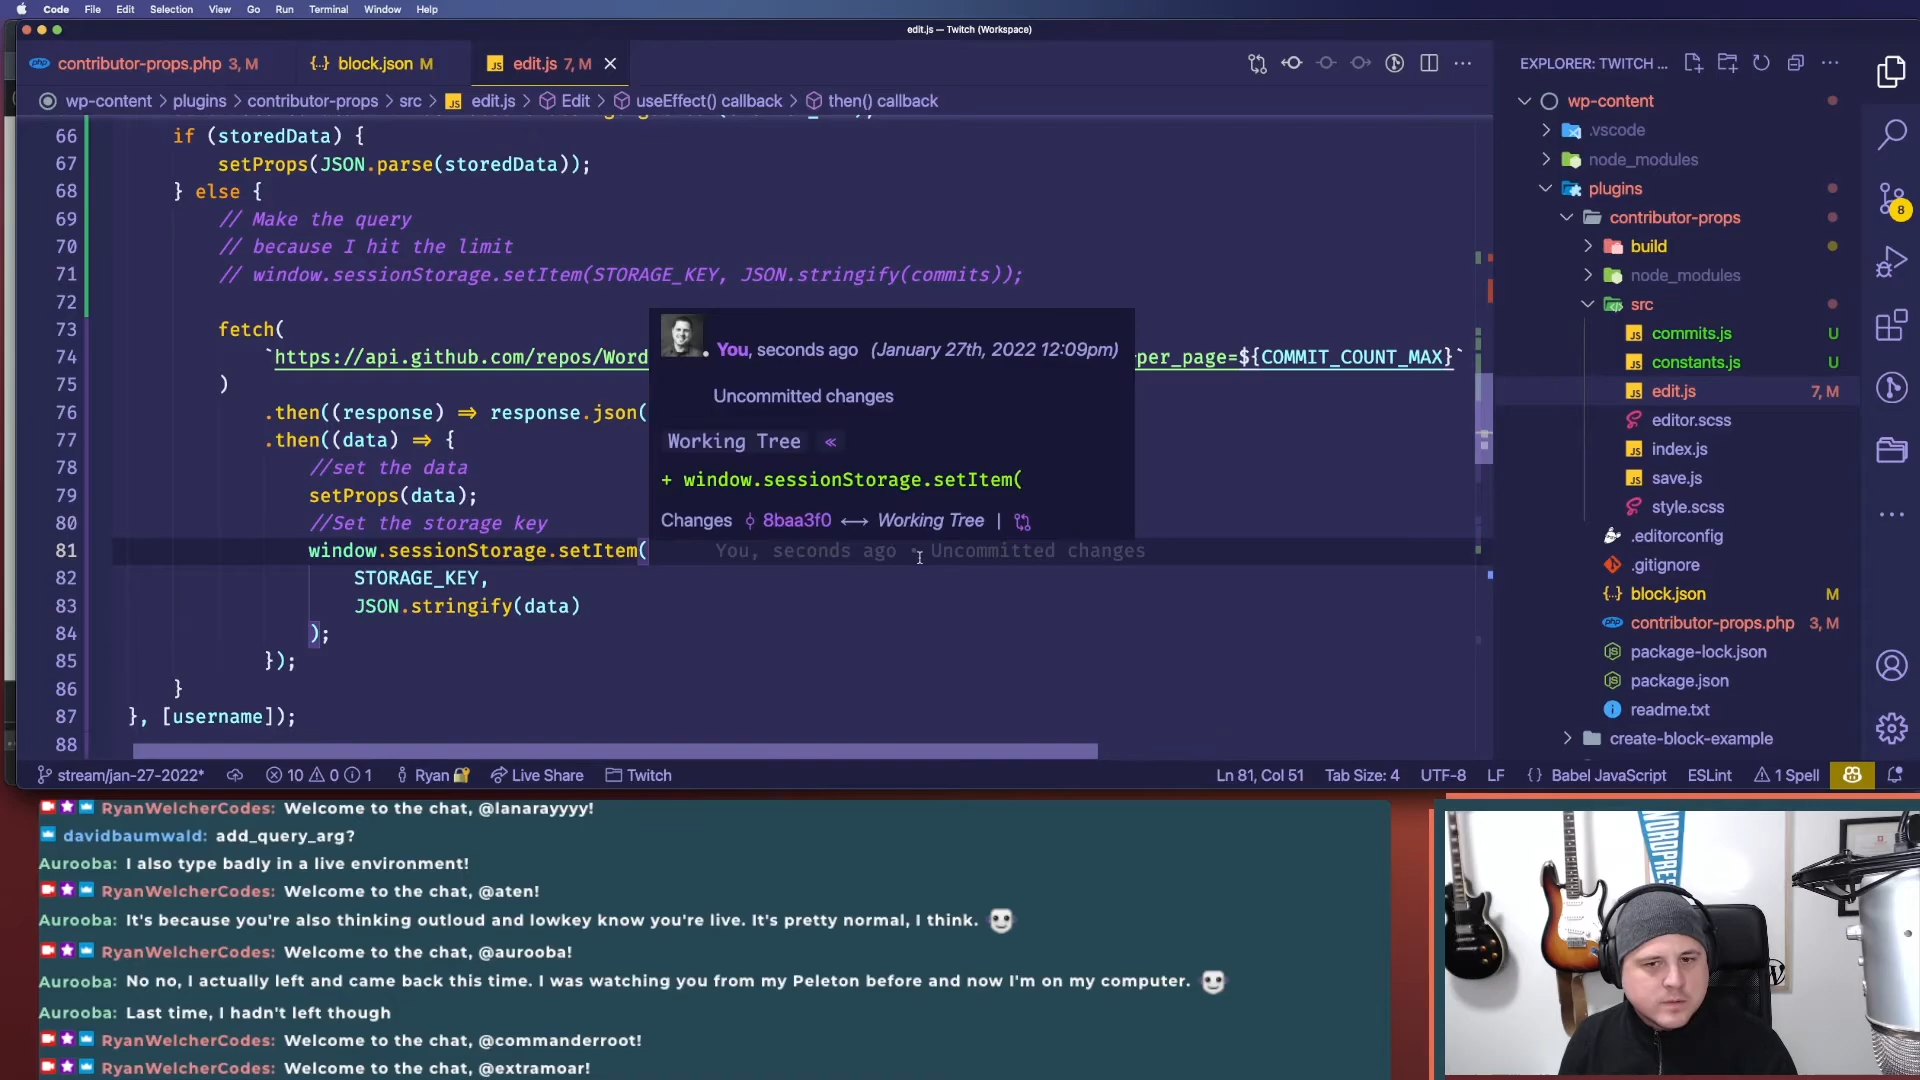 Code File Edit Selection View Go Run Terminal Window Help
edit.js — Twitch (Workspace)
contributor-props.php 3, M
block.json M
edit.js 7, M
EXPLORER: TWITCH ...
wp-content > plugins > contributor-props > src > edit.js > Edit > useEffect() callback > then() callback
66 if (storedData) {
67 setProps(JSON.parse(storedData));
68 } else {
69 // Make the query
70 // because I hit the limit
71 // window.sessionStorage.setItem(STORAGE_KEY, JSON.stringify(commits));
72
73 fetch(
74 `https://api.github.com/repos/Word per_page=${COMMIT_COUNT_MAX}`
75 )
76 .then((response) => response.json(
77 .then((data) => {
78 //set the data
79 setProps(data);
80 //Set the storage key
81 window.sessionStorage.setItem( You, seconds ago • Uncommitted changes
82 STORAGE_KEY,
83 JSON.stringify(data)
84 );
85 });
86 }
87 }, [username]);
88
You, seconds ago (January 27th, 2022 12:09pm)
Uncommitted changes
Working Tree «
+ window.sessionStorage.setItem(
Changes 8baa3f0 ⟷ Working Tree |
wp-content
.vscode
node_modules
plugins
contributor-props
build
node_modules
src
commits.js U
constants.js U
edit.js 7, M
editor.scss
index.js
save.js
style.scss
.editorconfig
.gitignore
block.json M
contributor-props.php 3, M
package-lock.json
package.json
readme.txt
create-block-example
8
stream/jan-27-2022* 10 0 1 Ryan Live Share Twitch Ln 81, Col 51 Tab Size: 4 UTF-8 LF {} Babel JavaScript ESLint 1 Spell
RyanWelcherCodes: Welcome to the chat, @lanarayyyy!
davidbaumwald: add_query_arg?
Aurooba: I also type badly in a live environment!
RyanWelcherCodes: Welcome to the chat, @aten!
Aurooba: It's because you're also thinking outloud and lowkey know you're live. It's pretty normal, I think.
RyanWelcherCodes: Welcome to the chat, @aurooba!
Aurooba: No no, I actually left and came back this time. I was watching you from my Peleton before and now I'm on my computer.
Aurooba: Last time, I hadn't left though
RyanWelcherCodes: Welcome to the chat, @commanderroot!
RyanWelcherCodes: Welcome to the chat, @extramoar!